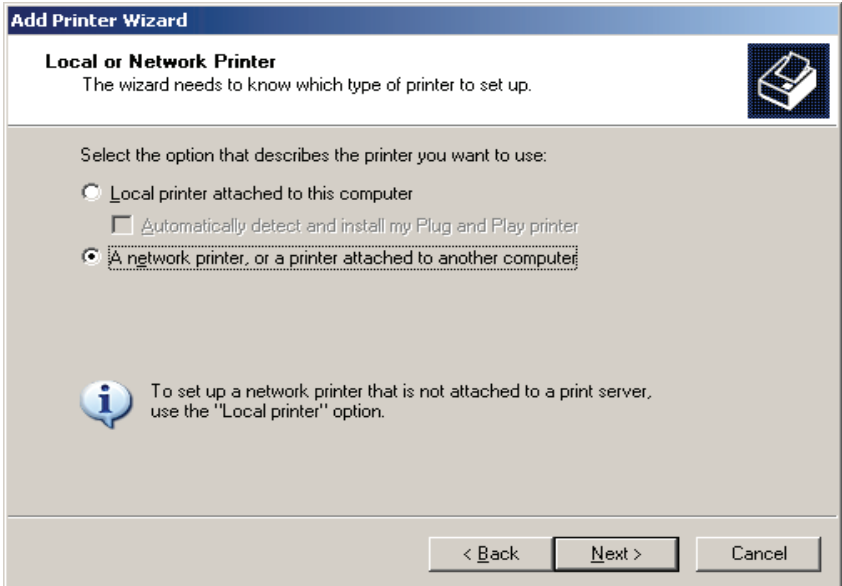 Add Printer Wizard
Local or Network Printer
The wizard needs to know which type of printer to set up.
Select the option that describes the printer you want to use:
Local printer attached to this computer
Automatically detect and install my Plug and Play printer
A network printer, or a printer attached to another computer
To set up a network printer that is not attached to a print server,
use the "Local printer" option.
< Back
Next >
Cancel